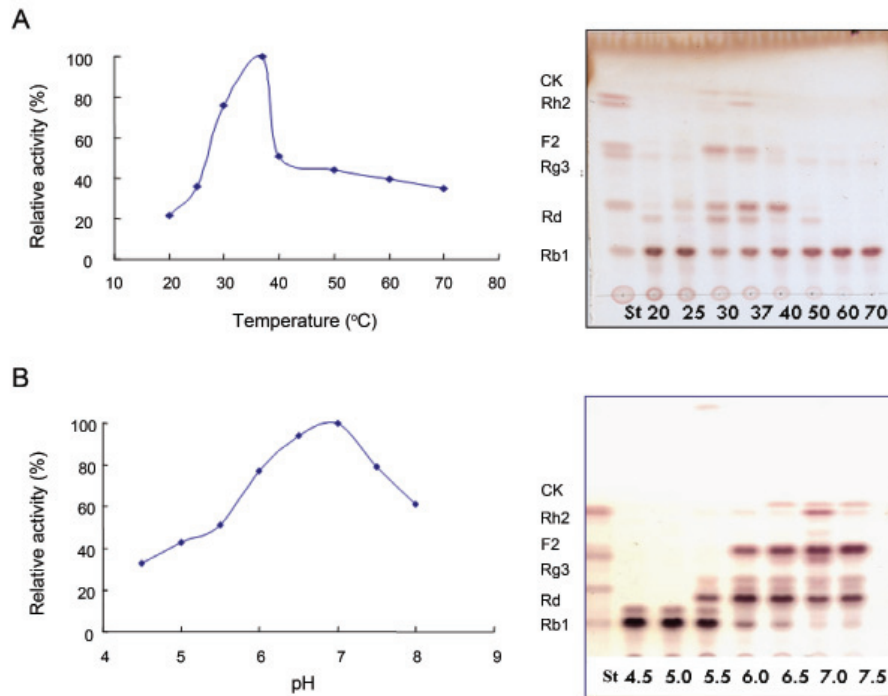 A
Relative activity (%)
100
80
60
40
20
0
10 20 30 40 50 60 70 80
Temperature (°C)
CK
Rh2
F2
Rg3
Rd
Rb1
St 20 25 30 37 40 50 60 70
B
Relative activity (%)
100
80
60
40
20
0
4 5 6 7 8 9
pH
CK
Rh2
F2
Rg3
Rd
Rb1
St 4.5 5.0 5.5 6.0 6.5 7.0 7.5